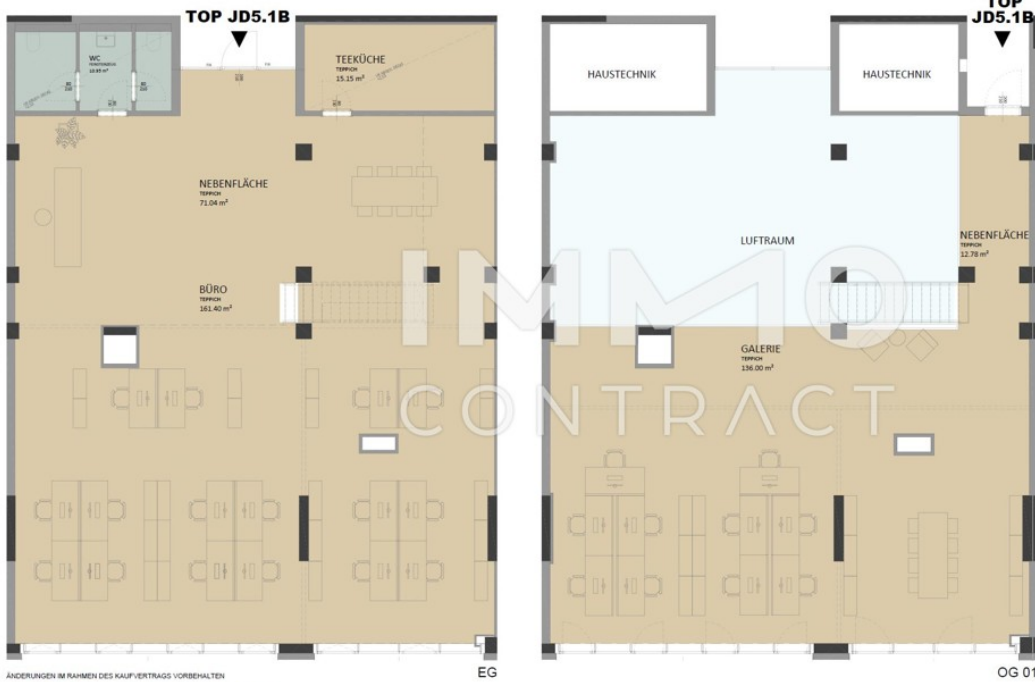 TOP JD5.1B
WC
TEEKÜCHE
TEPPICH
15.15 m²
NEBENFLÄCHE
TEPPICH
71.04 m²
BÜRO
TEPPICH
161.40 m²
ÄNDERUNGEN IM RAHMEN DES KAUFVERTRAGS VORBEHALTEN
EG
TOP
JD5.1B
HAUSTECHNIK
HAUSTECHNIK
LUFTRAUM
NEBENFLÄCHE
TEPPICH
12.78 m²
GALERIE
TEPPICH
136.00 m²
OG 01
IMMO
CONTRACT